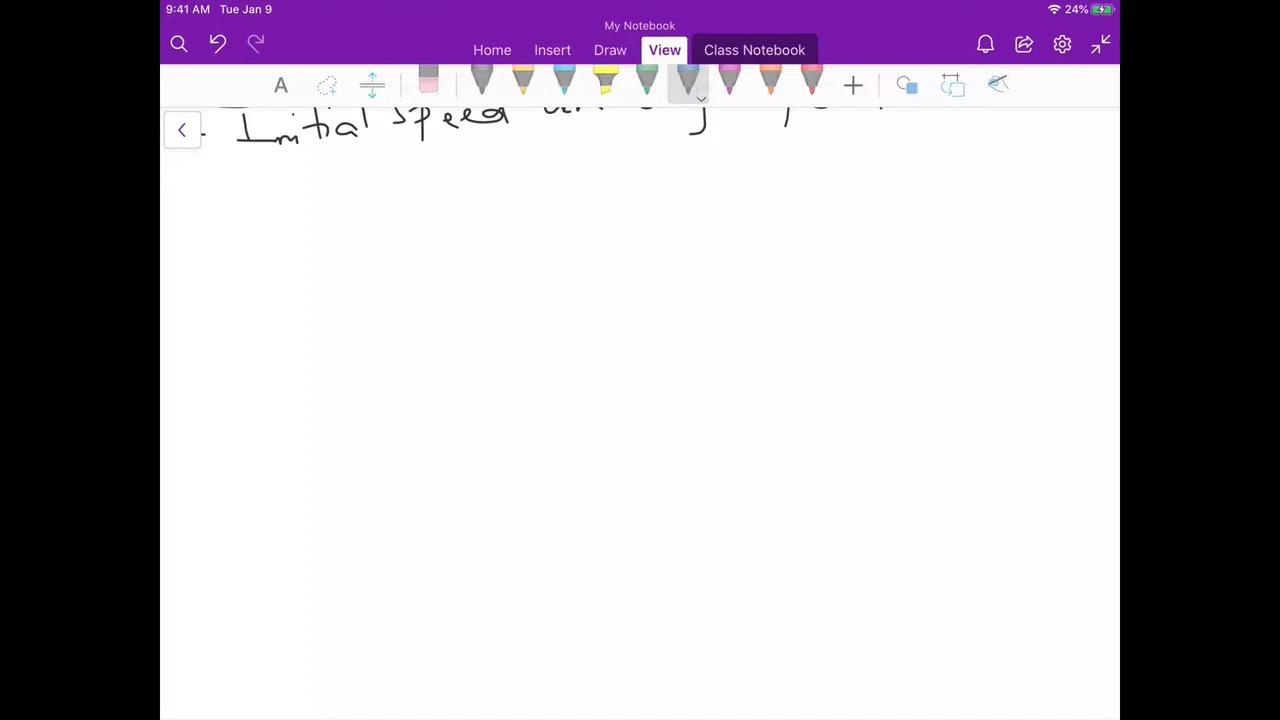 9:41 AM Tue Jan 9
24%
My Notebook
Home Insert Draw View Class Notebook
A
Initial speed